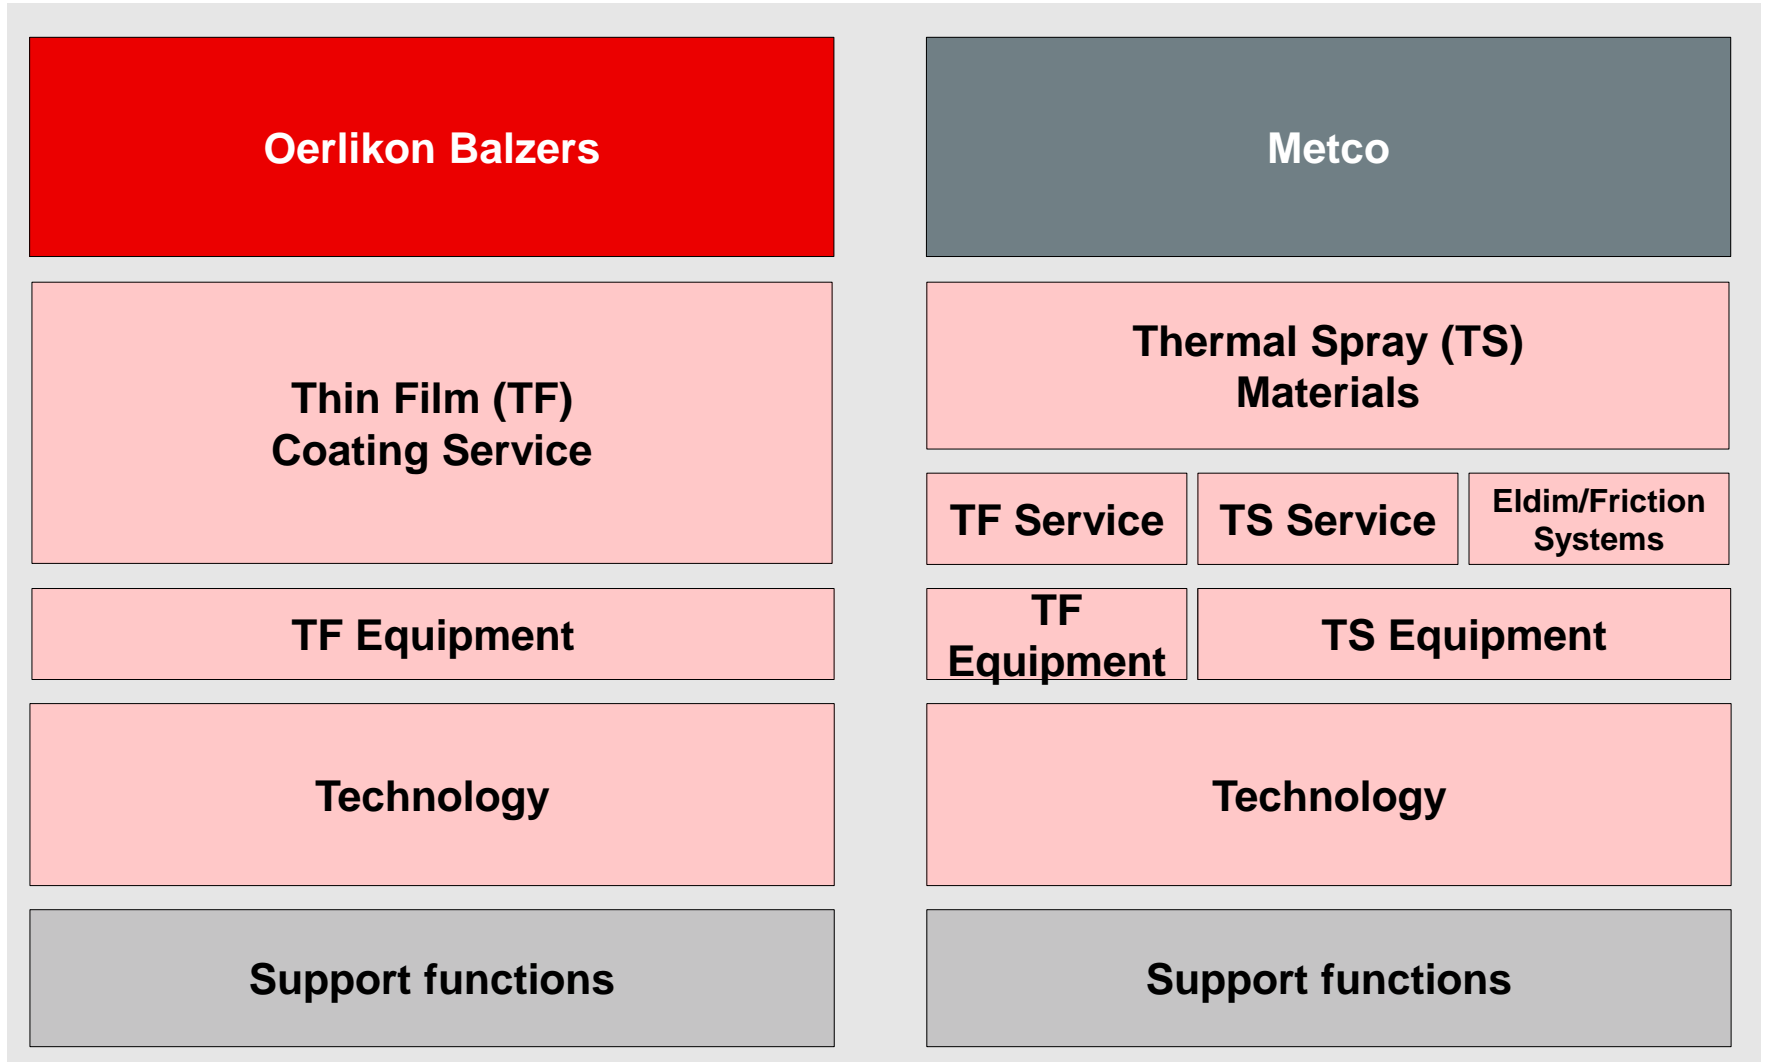 Oerlikon Balzers
Thin Film (TF)
Coating Service
TF Equipment
Technology
Support functions
Metco
Thermal Spray (TS)
Materials
TF Service
TS Service
Eldim/Friction
Systems
TF
Equipment
TS Equipment
Technology
Support functions